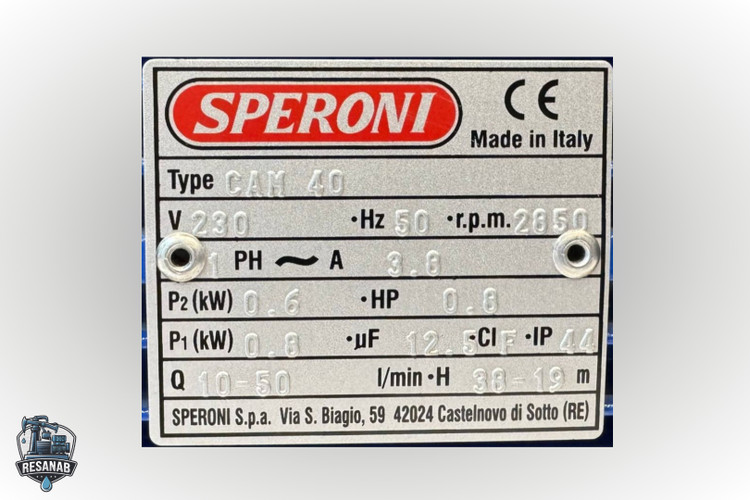 SPERONI
CE
Made in Italy
Type CAM 40
V 230 •Hz 50 •r.p.m. 2850
1 PH ~ A 3.8
P2 (kW) 0.6 •HP 0.8
P1 (kW) 0.8 •µF 12.5 •Cl F •IP 44
Q 10-50 l/min •H 38-19 m
SPERONI S.p.a. Via S. Biagio, 59 42024 Castelnovo di Sotto (RE)
RESANAB